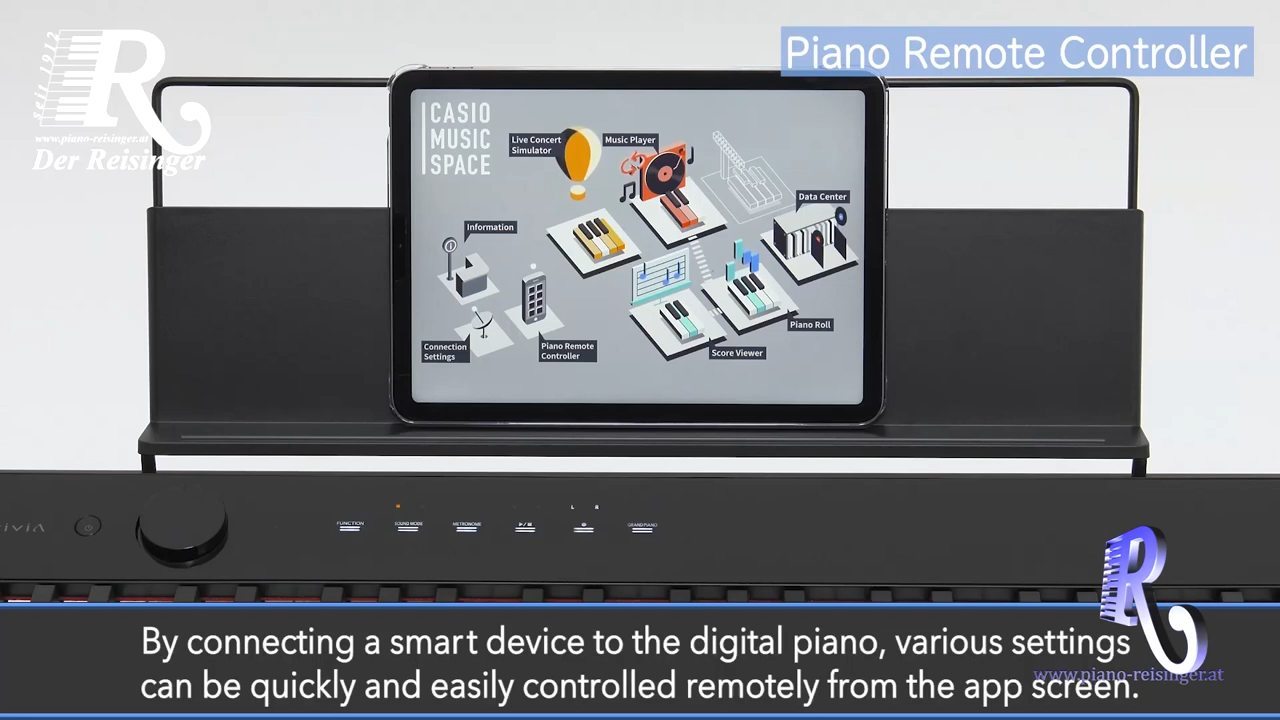 Seit 1912
R
www.piano-reisinger.at
Der Reisinger
Piano Remote Controller
CASIO
MUSIC
SPACE
Live Concert
Simulator
Music Player
Data Center
Information
Piano Roll
Connection
Settings
Piano Remote
Controller
Score Viewer
FUNCTION
SOUND MODE
METRONOME
L
R
GRAND PIANO
R
By connecting a smart device to the digital piano, various settings
can be quickly and easily controlled remotely from the app screen.
www.piano-reisinger.at